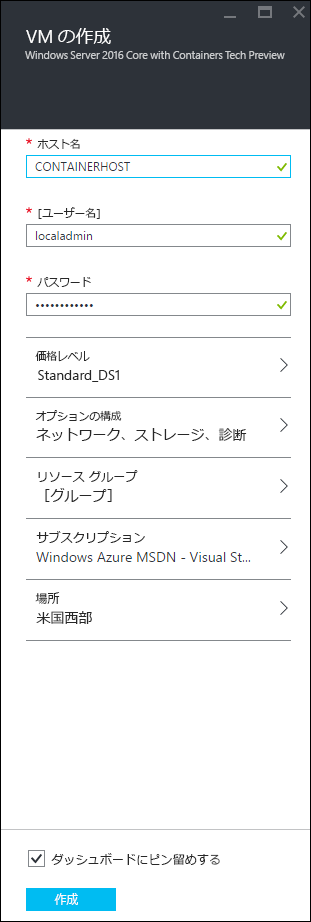 VM の作成
Windows Server 2016 Core with Containers Tech Preview
* ホスト名
CONTAINERHOST
* [ユーザー名]
localadmin
* パスワード
••••••••••••
価格レベル
Standard_DS1
オプションの構成
ネットワーク、ストレージ、診断
リソース グループ
［グループ］
サブスクリプション
Windows Azure MSDN - Visual St...
場所
米国西部
ダッシュボードにピン留めする
作成